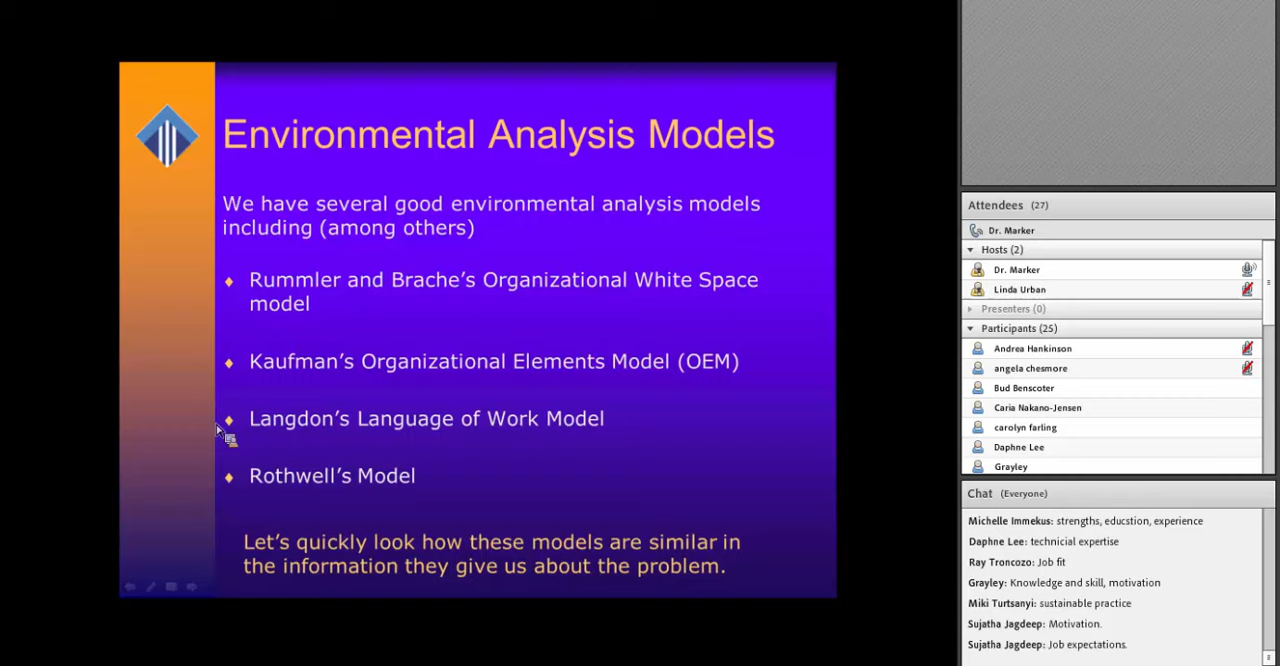 Environmental Analysis Models
We have several good environmental analysis models
including (among others)
Rummler and Brache's Organizational White Space
model
Kaufman's Organizational Elements Model (OEM)
Langdon's Language of Work Model
Rothwell's Model
Let's quickly look how these models are similar in
the information they give us about the problem.
Attendees (27)
Dr. Marker
Hosts (2)
Dr. Marker
Linda Urban
Presenters (0)
Participants (25)
Andrea Hankinson
angela chesmore
Bud Benscoter
Caria Nakano-Jensen
carolyn farling
Daphne Lee
Grayley
Chat (Everyone)
Michelle Immekus: strengths, educstion, experience
Daphne Lee: technicial expertise
Ray Troncozo: Job fit
Grayley: Knowledge and skill, motivation
Miki Turtsanyi: sustainable practice
Sujatha Jagdeep: Motivation.
Sujatha Jagdeep: Job expectations.